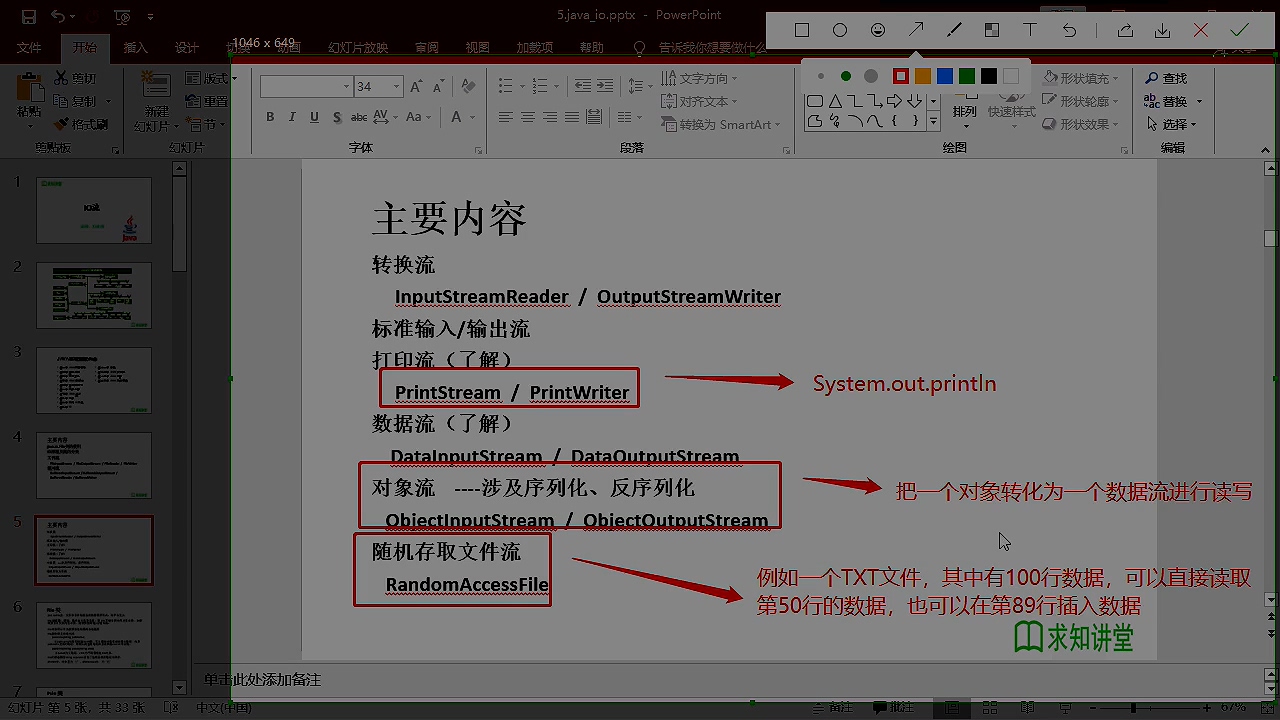 5.java_io.pptx - PowerPoint
文件 开始 插入 设计 切换 动画 幻灯片放映 审阅 视图 加载项 帮助 告诉我你想要做什么 共享
1046 x 649
粘贴 剪切 复制 格式刷
新建 幻灯片 重置 节
34
B I U S abc AV Aa A
文字方向
对齐文本
转换为 SmartArt
排列 快速样式
形状填充
形状轮廓
形状效果
查找
替换
选择
剪贴板 幻灯片 字体 段落 绘图 编辑
1
2
3
4
5
6
7
主要内容
转换流
InputStreamReader / OutputStreamWriter
标准输入/输出流
打印流（了解）
PrintStream / PrintWriter
System.out.println
数据流（了解）
DataInputStream / DataOutputStream
对象流 ----涉及序列化、反序列化
把一个对象转化为一个数据流进行读写
ObjectInputStream / ObjectOutputStream
随机存取文件流
RandomAccessFile
例如一个TXT文件，其中有100行数据，可以直接读取
第50行的数据，也可以在第89行插入数据
求知讲堂
单击此处添加备注
幻灯片 第 5 张，共 33 张 中文(中国) 备注 批注 67%